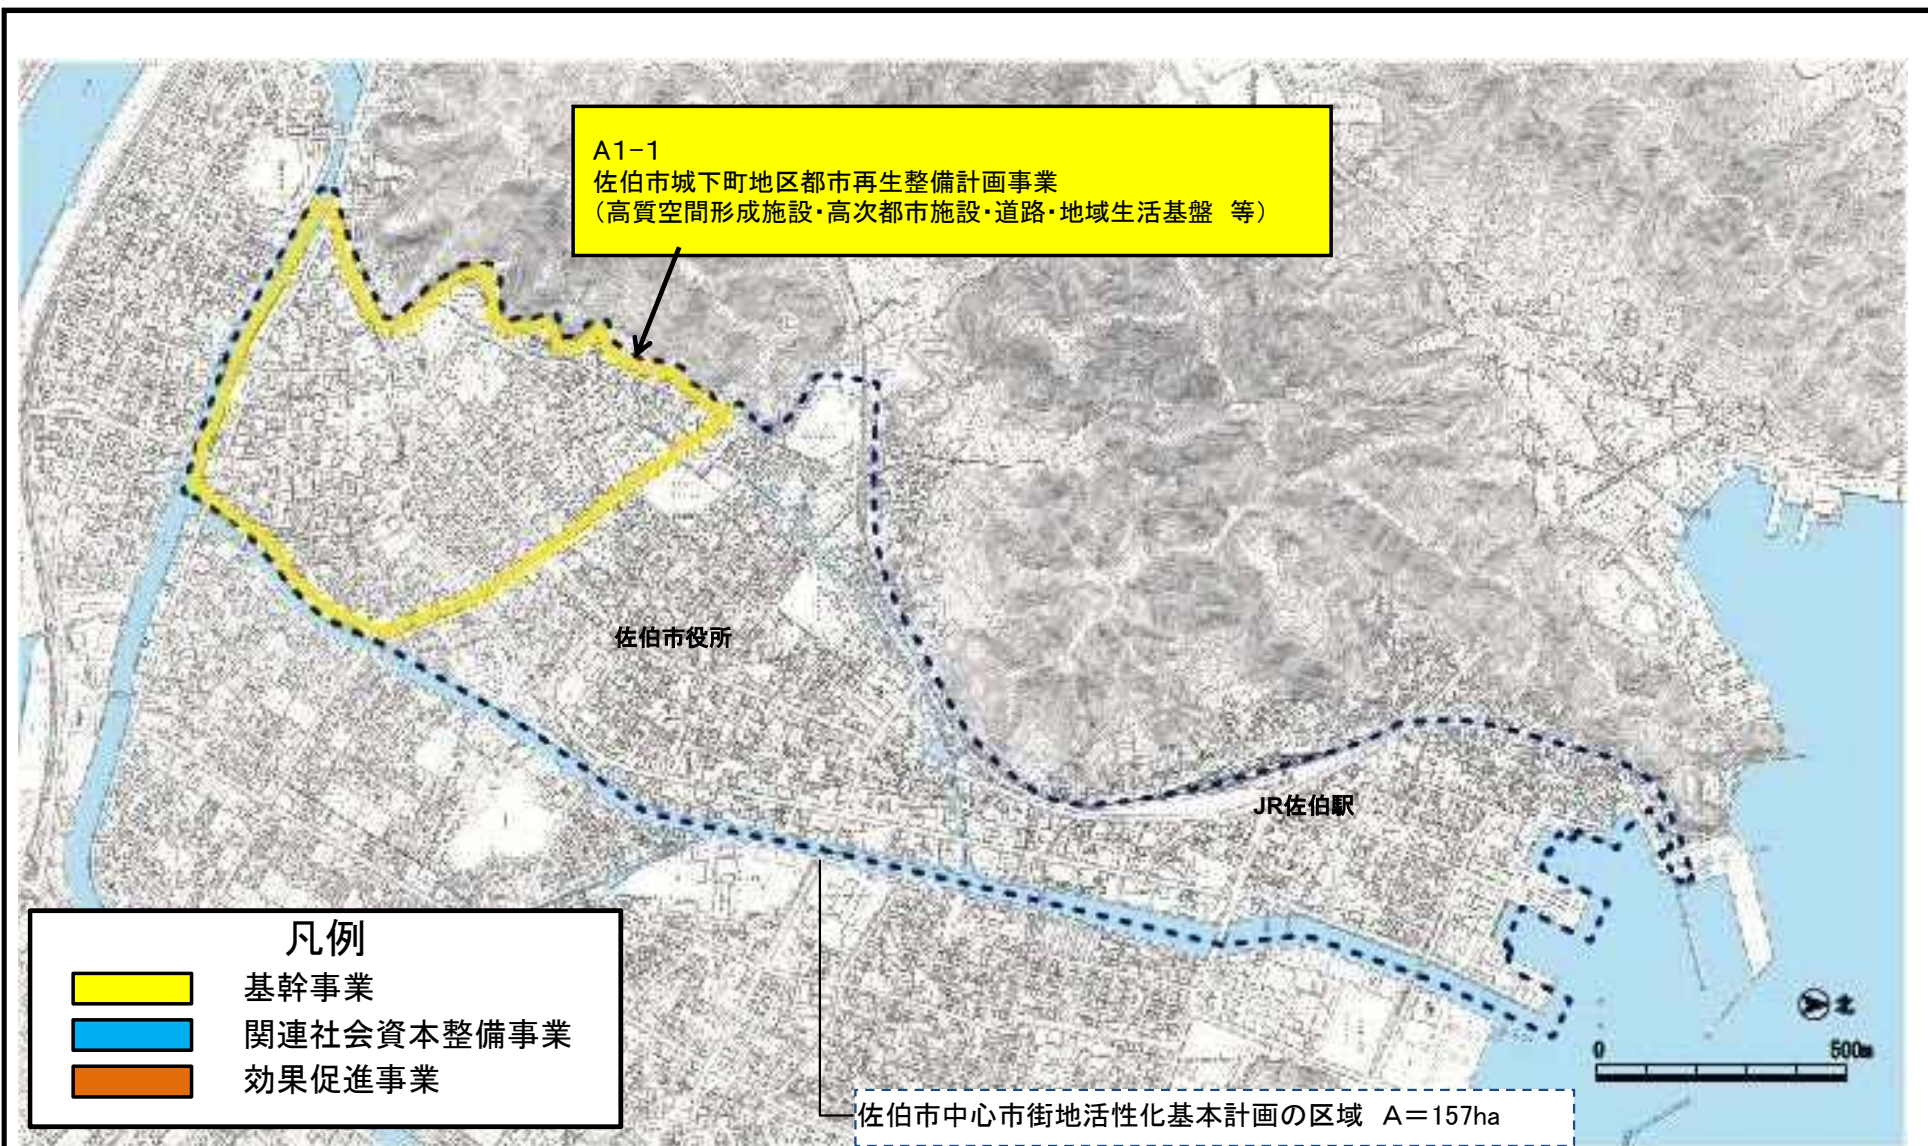 A1-1
佐伯市城下町地区都市再生整備計画事業
（高質空間形成施設・高次都市施設・道路・地域生活基盤　等）
佐伯市役所
JR佐伯駅
凡例
基幹事業
関連社会資本整備事業
効果促進事業
北
0 500m
佐伯市中心市街地活性化基本計画の区域　A＝157ha